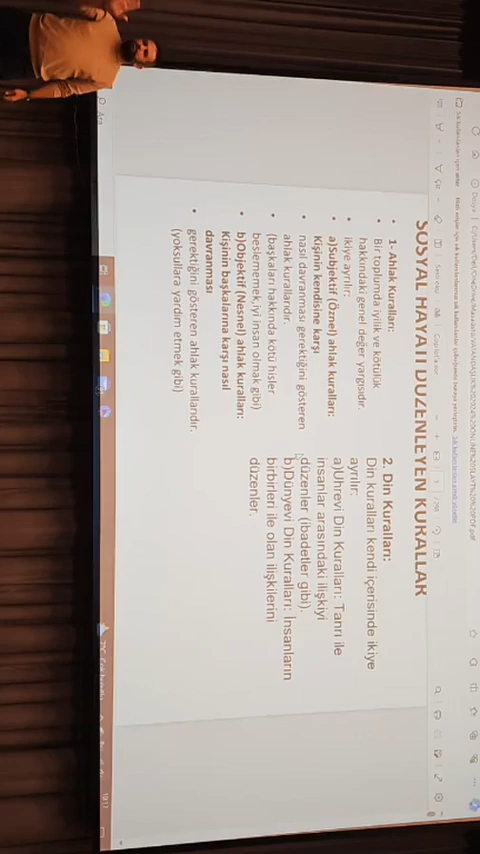 SOSYAL HAYATI DÜZENLEYEN KURALLAR
1- Ahlak Kuralları:
Bir toplumda iyilik ve kötülük
hakkındaki genel değer yargısıdır.
İkiye ayrılır:
a)Subjektif (Öznel) ahlak kuralları:
Kişinin kendisine karşı
nasıl davranması gerektiğini gösteren
ahlak kurallarıdır.
(başkaları hakkında kötü hisler
beslememek,iyi insan olmak gibi)
b)Objektif (Nesnel) ahlak kuralları:
Kişinin başkalarına karşı nasıl
davranması
gerektiğini gösteren ahlak kurallarıdır.
(yoksullara yardım etmek gibi)
2. Din Kuralları:
Din kuralları kendi içerisinde ikiye
ayrılır:
a)Uhrevi Din Kuralları: Tanrı ile
insanlar arasındaki ilişkiyi
düzenler (ibadetler gibi).
b)Dünyevi Din Kuralları: İnsanların
birbirleri ile olan ilişkilerini
düzenler.
Ara
19:17